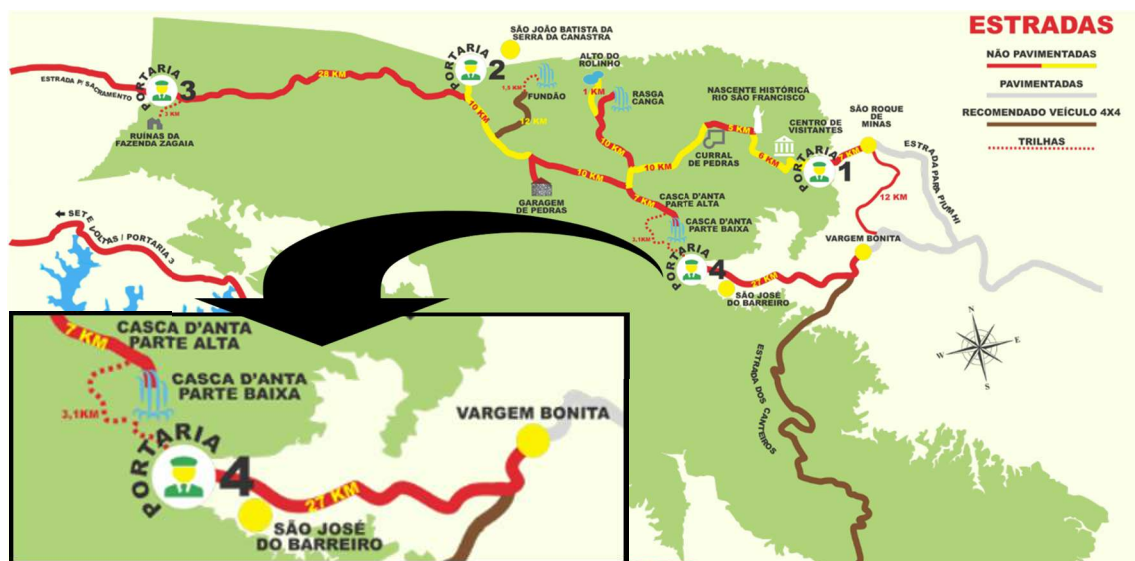 ESTRADAS
NÃO PAVIMENTADAS
PAVIMENTADAS
RECOMENDADO VEÍCULO 4X4
TRILHAS
ESTRADA P/ SACRAMENTO
PORTARIA 3
3 KM
RUÍNAS DA
FAZENDA ZAGAIA
28 KM
PORTARIA 2
SÃO JOÃO BATISTA DA
SERRA DA CANASTRA
10 KM
1,5 KM
FUNDÃO
12 KM
ALTO DO
ROLINHO
1 KM
RASGA
CANGA
10 KM
NASCENTE HISTÓRICA
RIO SÃO FRANCISCO
5 KM
CURRAL
DE PEDRAS
10 KM
CENTRO DE
VISITANTES
6 KM
PORTARIA 1
7 KM
SÃO ROQUE
DE MINAS
ESTRADA PARA PIUMHI
12 KM
VARGEM BONITA
GARAGEM
DE PEDRAS
10 KM
7 KM
CASCA D'ANTA
PARTE ALTA
CASCA D'ANTA
PARTE BAIXA
3,1KM
PORTARIA 4
27 KM
SÃO JOSÉ
DO BARREIRO
SETE VOLTAS / PORTARIA 3
ESTRADA DOS CANTEIROS
N
W
E
S
7 KM
CASCA D'ANTA
PARTE ALTA
CASCA D'ANTA
PARTE BAIXA
3,1KM
PORTARIA 4
27 KM
VARGEM BONITA
SÃO JOSÉ
DO BARREIRO